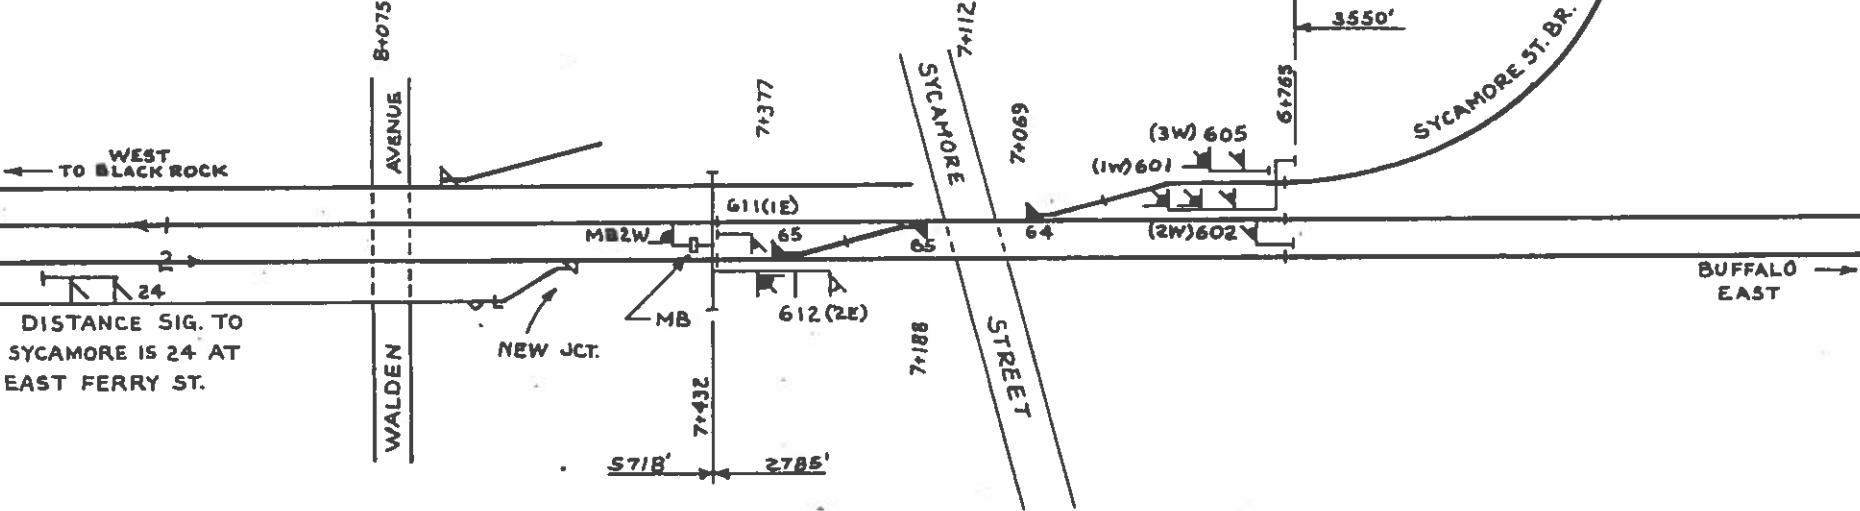 8+075
7+112
3550'
SYCAMORE ST. BR.
WEST
TO BLACK ROCK
AVENUE
7+377
SYCAMORE
7+069
(3W) 605
(1W) 601
6+765
611(1E)
MB2W
65
65
64
(2W) 602
2
24
DISTANCE SIG. TO
SYCAMORE IS 24 AT
EAST FERRY ST.
WALDEN
NEW JCT.
MB
612 (2E)
7+432
7+188
STREET
BUFFALO
EAST
5718'
2785'